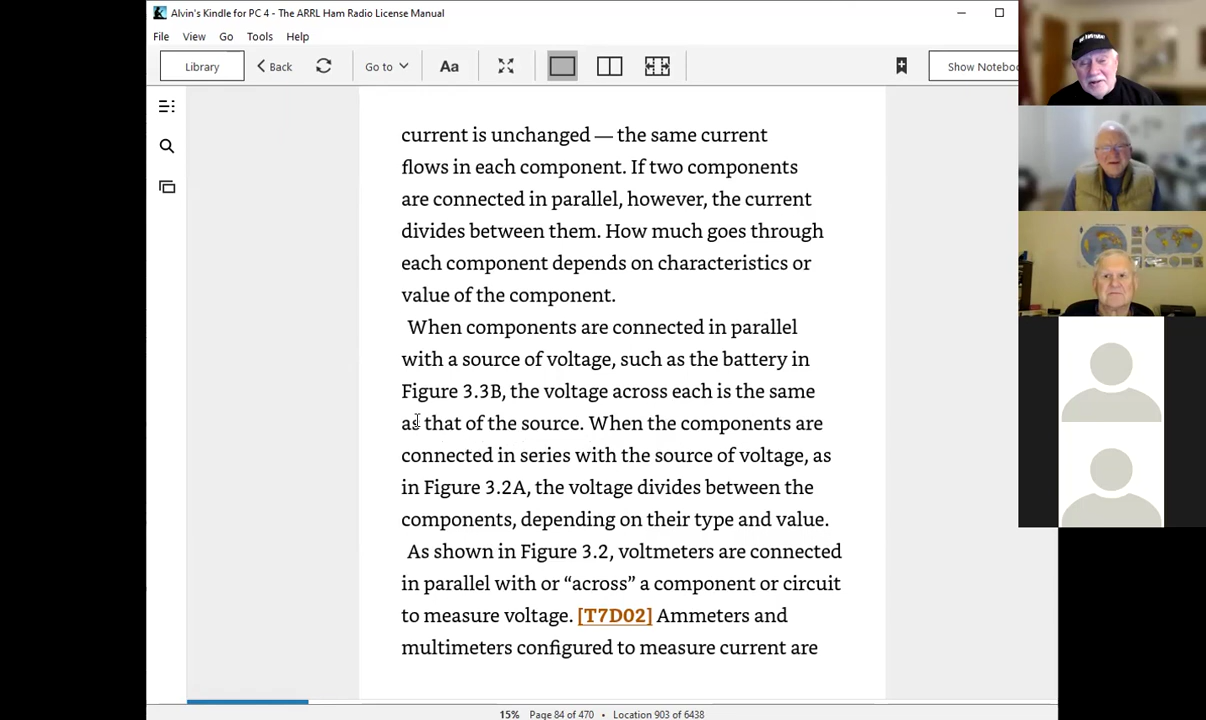 Alvin's Kindle for PC 4 - The ARRL Ham Radio License Manual
File View Go Tools Help
Library Back Go to Aa Show Notebo
current is unchanged — the same current
flows in each component. If two components
are connected in parallel, however, the current
divides between them. How much goes through
each component depends on characteristics or
value of the component.
When components are connected in parallel
with a source of voltage, such as the battery in
Figure 3.3B, the voltage across each is the same
as that of the source. When the components are
connected in series with the source of voltage, as
in Figure 3.2A, the voltage divides between the
components, depending on their type and value.
As shown in Figure 3.2, voltmeters are connected
in parallel with or “across” a component or circuit
to measure voltage. [T7D02] Ammeters and
multimeters configured to measure current are
15% Page 84 of 470 • Location 903 of 6438